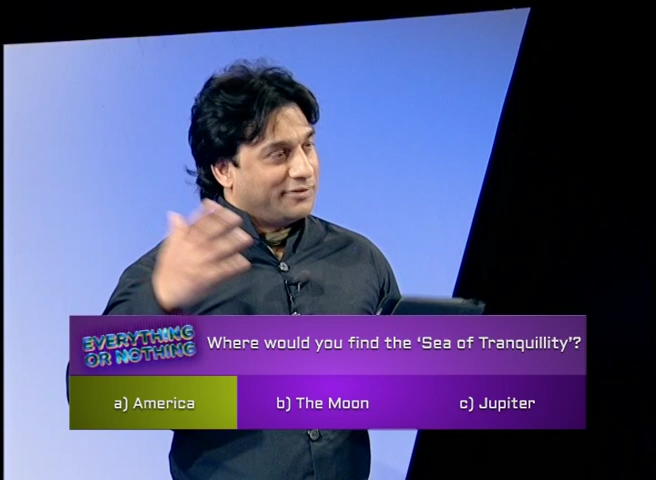 EVERYTHING
OR NOTHING
Where would you find the ‘Sea of Tranquillity’?
a) America
b) The Moon
c) Jupiter